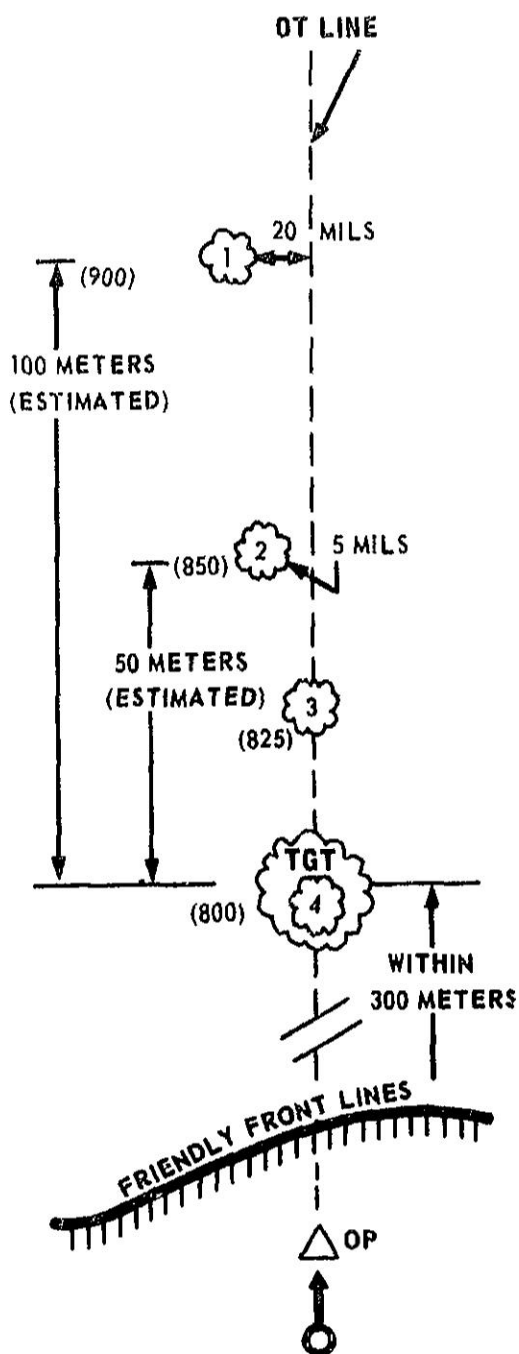 OT LINE
20 MILS
1
(900)
100 METERS
(ESTIMATED)
2
5 MILS
(850)
50 METERS
(ESTIMATED)
3
(825)
TGT
4
(800)
WITHIN
300 METERS
FRIENDLY FRONT LINES
OP